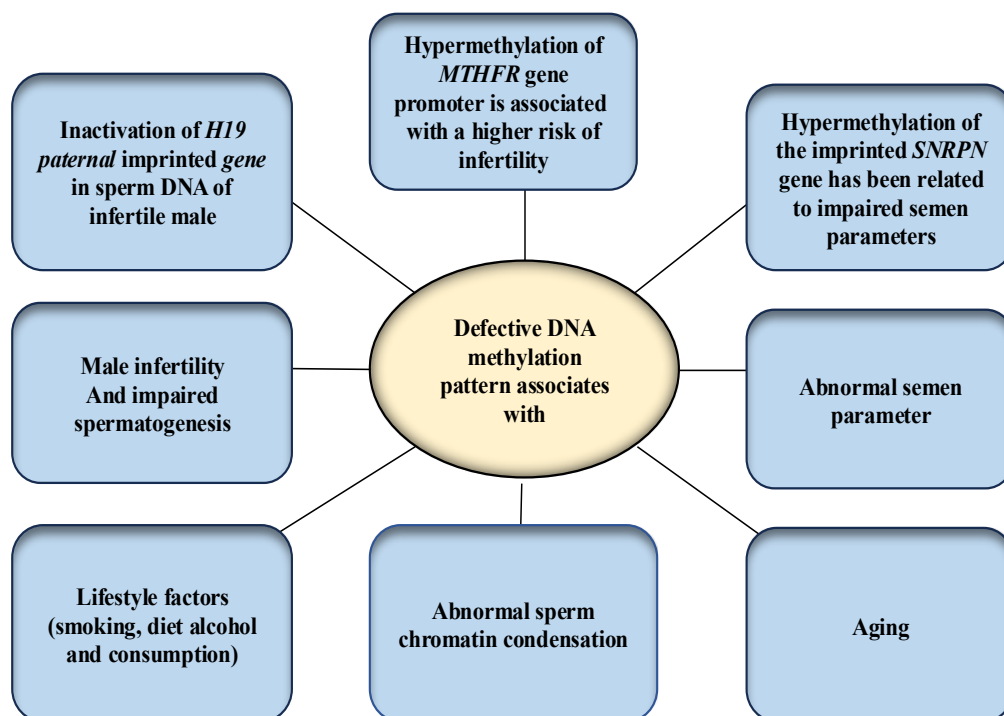 Hypermethylation of
MTHFR gene
promoter is associated
with a higher risk of
infertility
Inactivation of H19
paternal imprinted gene
in sperm DNA of
infertile male
Hypermethylation of
the imprinted SNRPN
gene has been related
to impaired semen
parameters
Defective DNA
methylation
pattern associates
with
Male infertility
And impaired
spermatogenesis
Abnormal semen
parameter
Lifestyle factors
(smoking, diet alcohol
and consumption)
Abnormal sperm
chromatin condensation
Aging